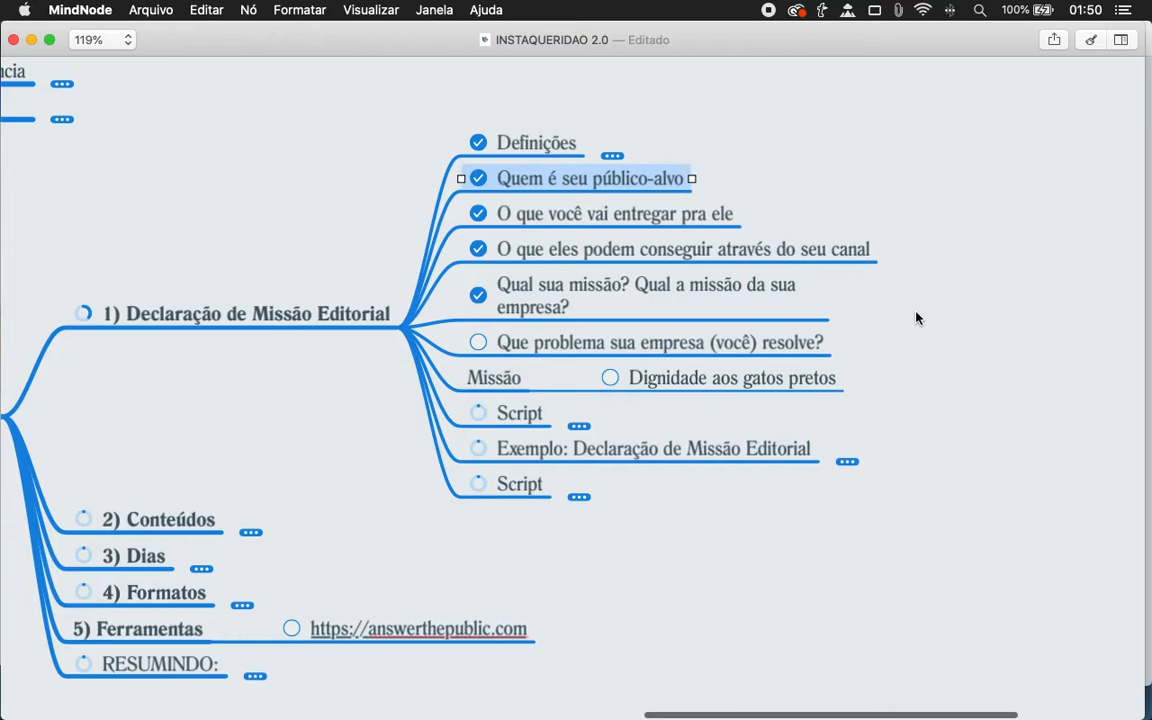 MindNode Arquivo Editar Nó Formatar Visualizar Janela Ajuda 100% 01:50
119% INSTAQUERIDAO 2.0 — Editado
ncia
Definições
Quem é seu público-alvo
O que você vai entregar pra ele
O que eles podem conseguir através do seu canal
Qual sua missão? Qual a missão da sua
empresa?
1) Declaração de Missão Editorial
Que problema sua empresa (você) resolve?
Missão Dignidade aos gatos pretos
Script
Exemplo: Declaração de Missão Editorial
Script
2) Conteúdos
3) Dias
4) Formatos
5) Ferramentas https://answerthepublic.com
RESUMINDO: